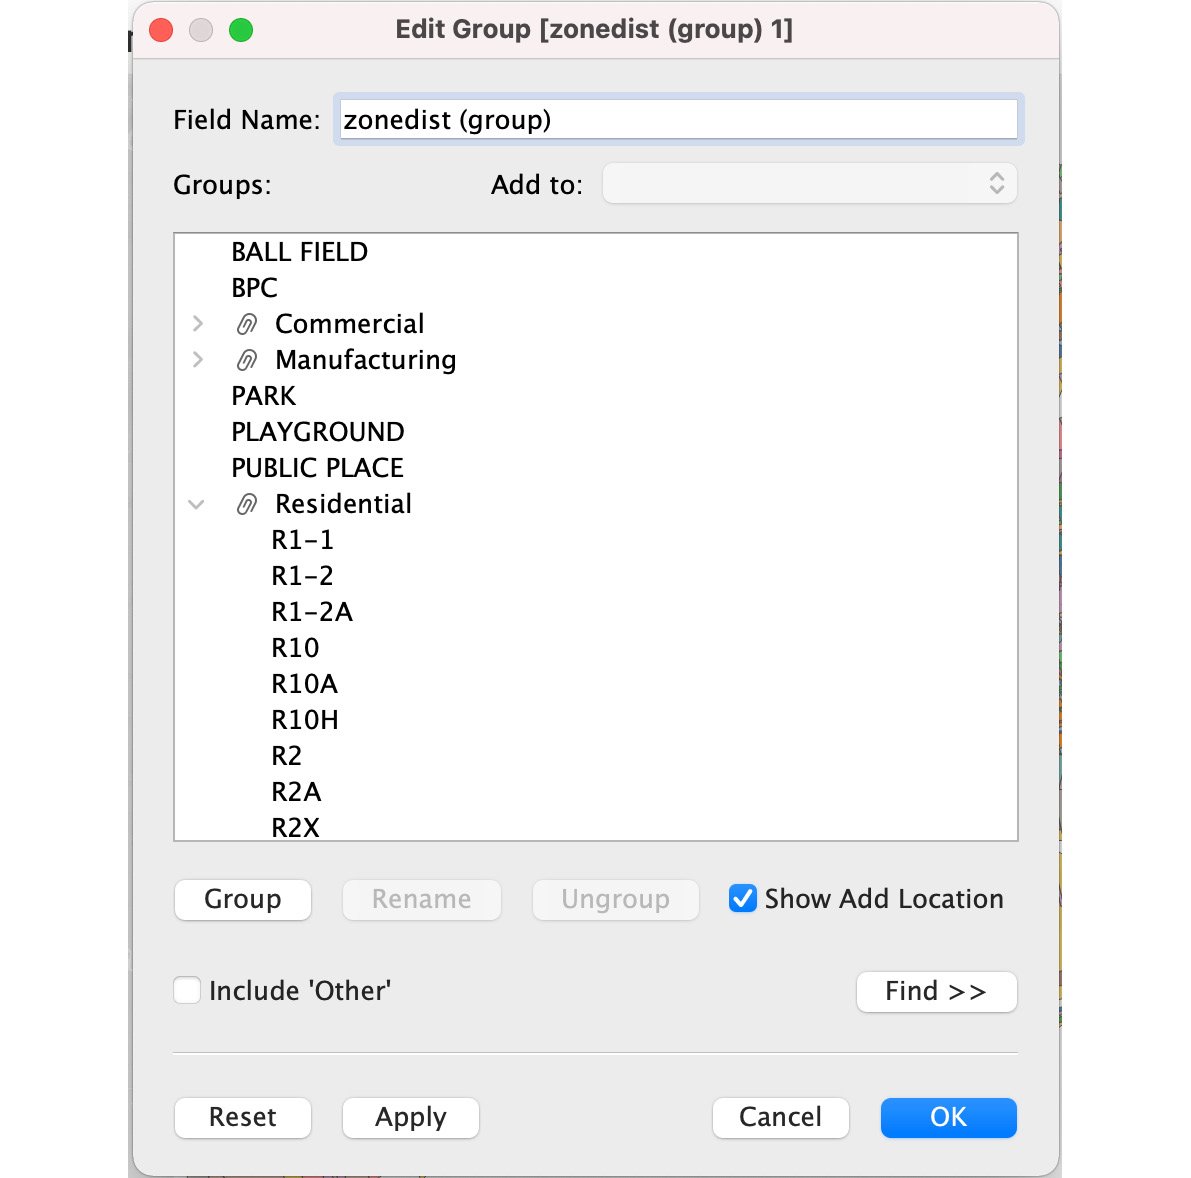 Edit Group [zonedist (group) 1]
Field Name: zonedist (group)
Groups: Add to:
BALL FIELD
BPC
Commercial
Manufacturing
PARK
PLAYGROUND
PUBLIC PLACE
Residential
R1-1
R1-2
R1-2A
R10
R10A
R10H
R2
R2A
R2X
Group Rename Ungroup Show Add Location
Include 'Other' Find >>
Reset Apply Cancel OK